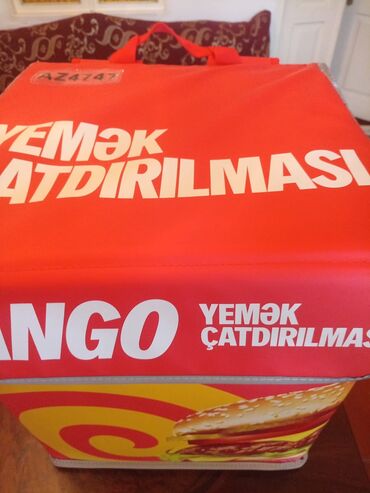 AZ4747
YEMƏK
ÇATDIRILMASI
ANGO
YEMƏK
ÇATDIRILMAS